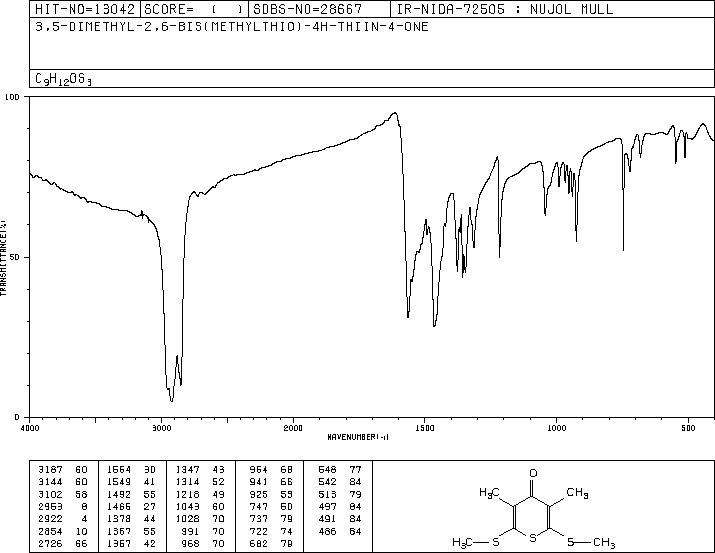 HIT-NO=13042 SCORE= ( ) SDBS-NO=28667 IR-NIDA-72505 : NUJOL MULL
3,5-DIMETHYL-2,6-BIS(METHYLTHIO)-4H-THIIN-4-ONE
C9H12OS3
100
50
0
TRANSMITTANCE(%)
4000 3000 2000 1500 1000 500
WAVENUMBER(-1)
3187 60 1564 30 1347 43 964 68 648 77
3144 60 1549 41 1314 52 941 66 542 84
3102 58 1492 55 1218 49 925 53 513 79
2953 8 1466 27 1043 60 747 50 497 84
2922 4 1378 44 1028 70 737 79 491 84
2854 10 1367 55 991 70 722 74 486 84
2726 66 1357 42 968 70 682 79
O
H3C CH3
H3C S S S CH3